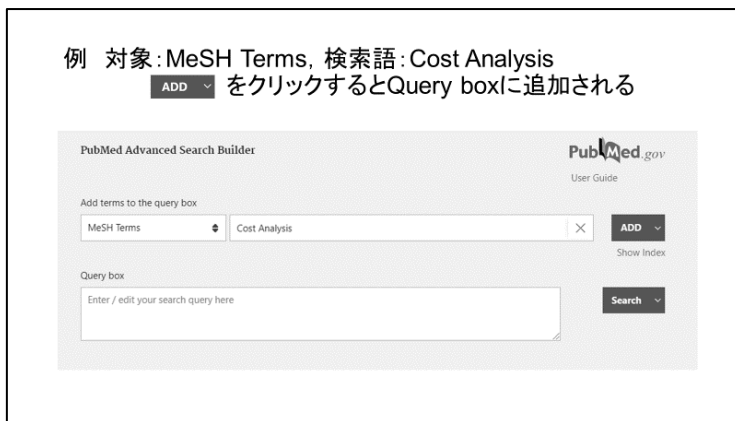 例　対象：MeSH Terms，検索語：Cost Analysis
ADD をクリックするとQuery boxに追加される
PubMed Advanced Search Builder
PubMed.gov
User Guide
Add terms to the query box
MeSH Terms
Cost Analysis
ADD
Show Index
Query box
Enter / edit your search query here
Search